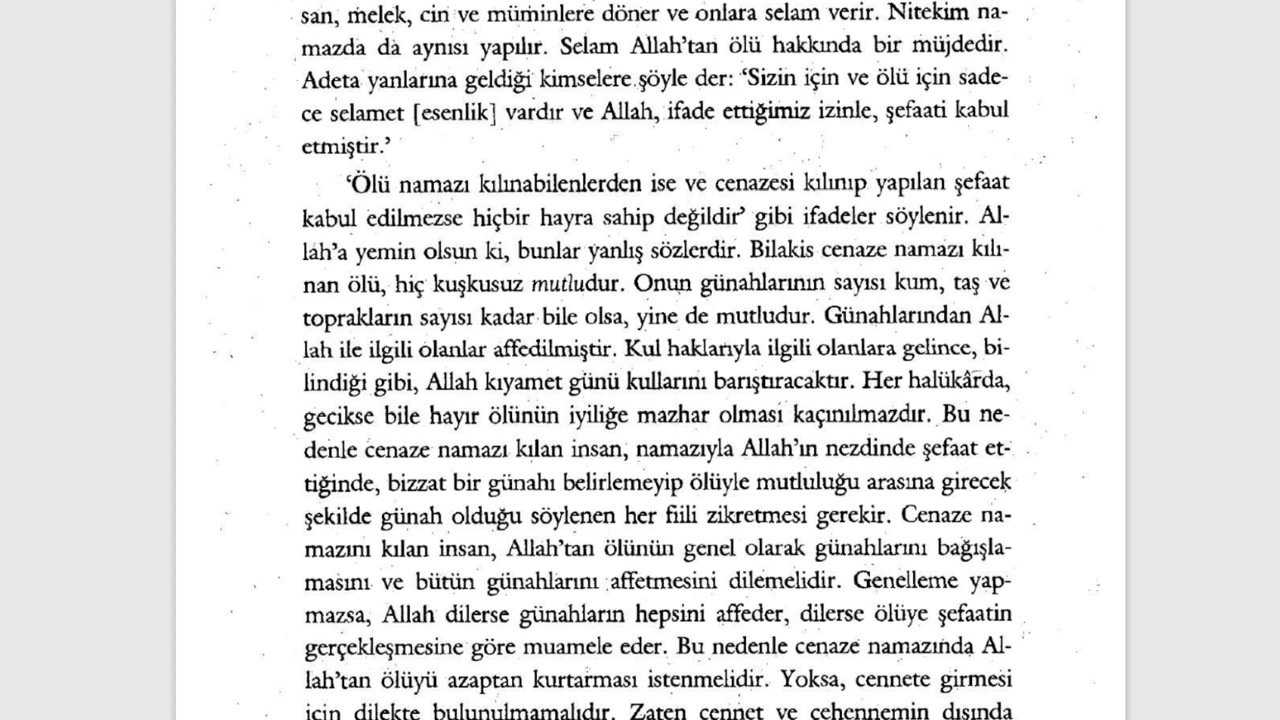 san, melek, cin ve müminlere döner ve onlara selam verir. Nitekim na-
mazda da aynısı yapılır. Selam Allah’tan ölü hakkında bir müjdedir.
Adeta yanlarına geldiği kimselere şöyle der: ‘Sizin için ve ölü için sade-
ce selamet [esenlik] vardır ve Allah, ifade ettiğimiz izinle, şefaati kabul
etmiştir.’
‘Ölü namazı kılınabilenlerden ise ve cenazesi kılınıp yapılan şefaat
kabul edilmezse hiçbir hayra sahip değildir’ gibi ifadeler söylenir. Al-
lah’a yemin olsun ki, bunlar yanlış sözlerdir. Bilakis cenaze namazı kılı-
nan ölü, hiç kuşkusuz mutludur. Onun günahlarının sayısı kum, taş ve
toprakların sayısı kadar bile olsa, yine de mutludur. Günahlarından Al-
lah ile ilgili olanlar affedilmiştir. Kul haklarıyla ilgili olanlara gelince, bi-
lindiği gibi, Allah kıyamet günü kullarını barıştıracaktır. Her halükârda,
gecikse bile hayır ölünün iyiliğe mazhar olması kaçınılmazdır. Bu ne-
denle cenaze namazı kılan insan, namazıyla Allah’ın nezdinde şefaat et-
tiğinde, bizzat bir günahı belirlemeyip ölüyle mutluluğu arasına girecek
şekilde günah olduğu söylenen her fiili zikretmesi gerekir. Cenaze na-
mazını kılan insan, Allah’tan ölünün genel olarak günahlarını bağışla-
masını ve bütün günahlarını affetmesini dilemelidir. Genelleme yap-
mazsa, Allah dilerse günahların hepsini affeder, dilerse ölüye şefaatin
gerçekleşmesine göre muamele eder. Bu nedenle cenaze namazında Al-
lah’tan ölüyü azaptan kurtarması istenmelidir. Yoksa, cennete girmesi
için dilekte bulunulmamalıdır. Zaten cennet ve cehennemin dışında